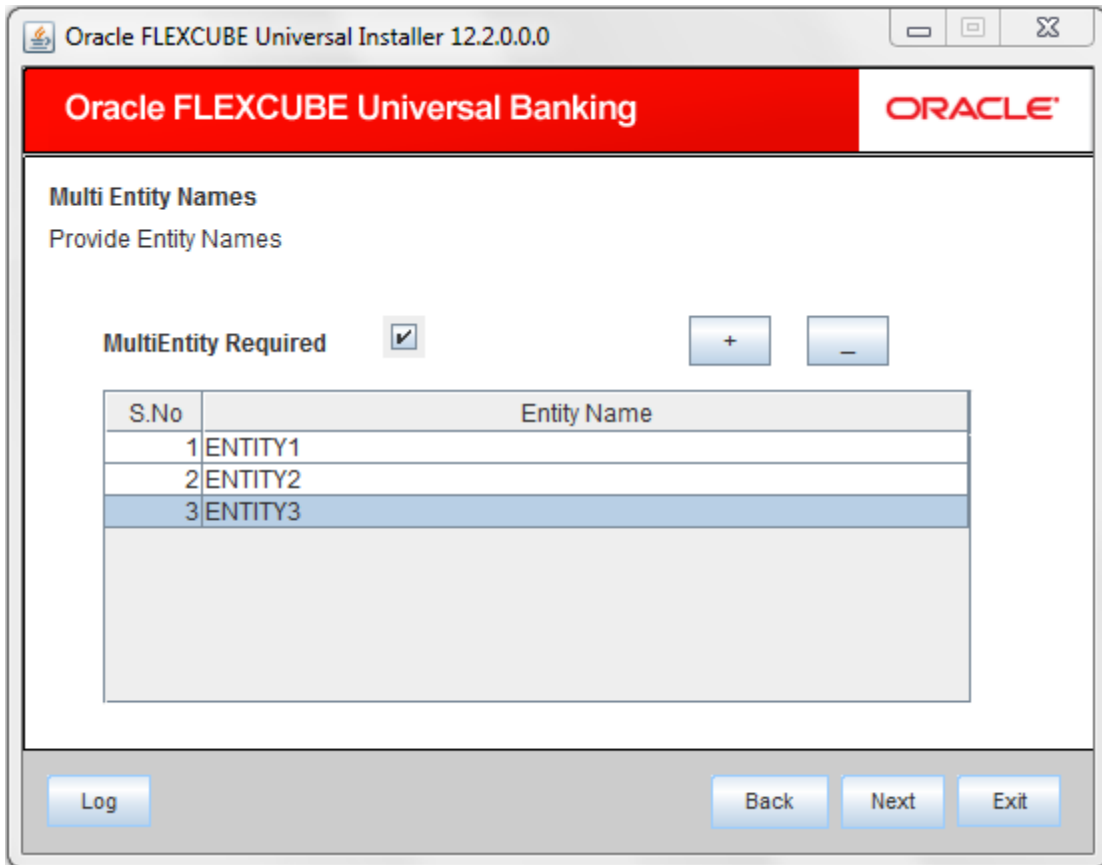 Oracle FLEXCUBE Universal Installer 12.2.0.0.0
Oracle FLEXCUBE Universal Banking ORACLE
Multi Entity Names
Provide Entity Names
MultiEntity Required + _
S.No Entity Name
1 ENTITY1
2 ENTITY2
3 ENTITY3
Log Back Next Exit